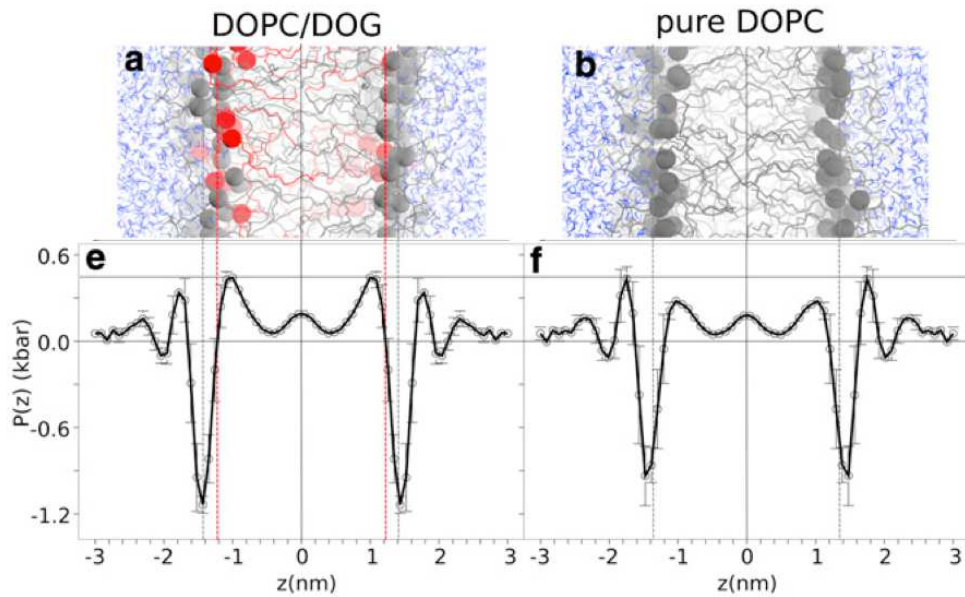 DOPC/DOG
pure DOPC
a
b
e
f
0.6
0.0
-0.6
-1.2
P(z) (kbar)
-3 -2 -1 0 1 2 3
-3 -2 -1 0 1 2 3
z(nm)
z(nm)